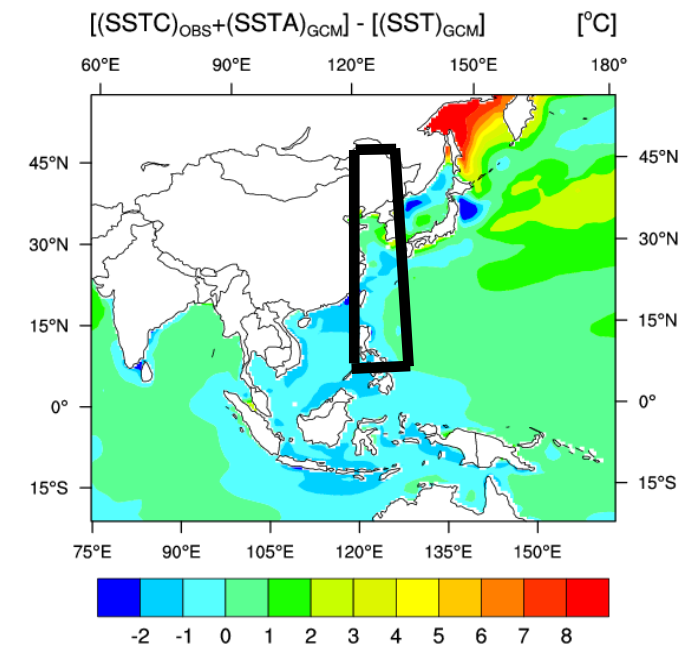 [(SSTC)OBS+(SSTA)GCM] - [(SST)GCM] [°C]
60°E 90°E 120°E 150°E 180°
45°N 45°N
30°N 30°N
15°N 15°N
0° 0°
15°S 15°S
75°E 90°E 105°E 120°E 135°E 150°E
-2 -1 0 1 2 3 4 5 6 7 8